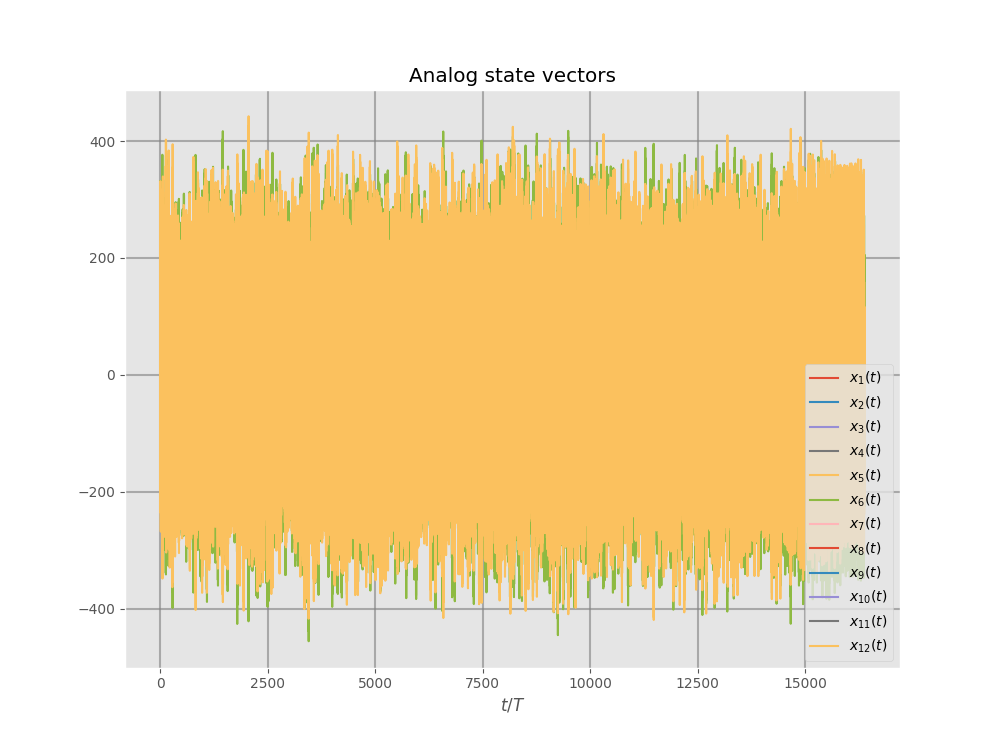 Analog state vectors
400
200
0
−200
−400
0 2500 5000 7500 10000 12500 15000
t/T
x₁(t)
x₂(t)
x₃(t)
x₄(t)
x₅(t)
x₆(t)
x₇(t)
x₈(t)
x₉(t)
x₁₀(t)
x₁₁(t)
x₁₂(t)